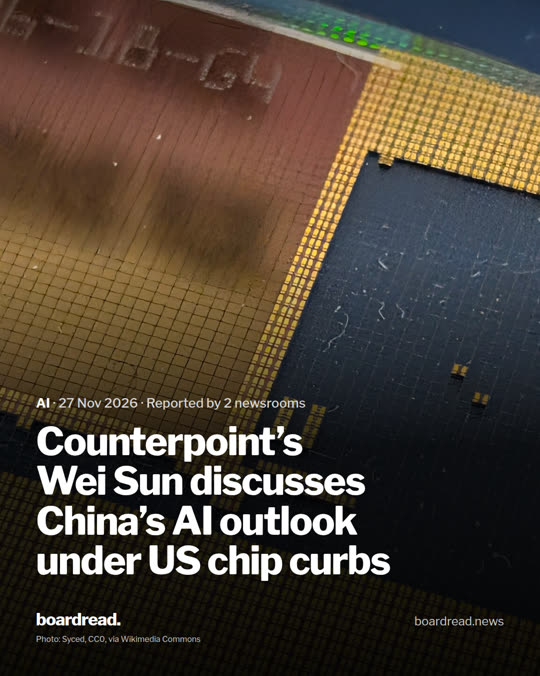 AI · 27 Nov 2026 · Reported by 2 newsrooms
Counterpoint’s
Wei Sun discusses
China’s AI outlook
under US chip curbs
boardread.
boardread.news
Photo: Syced, CC0, via Wikimedia Commons